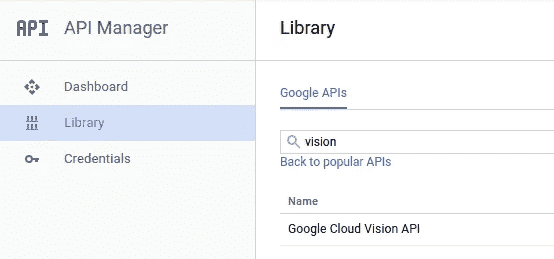 API API Manager
Dashboard
Library
Credentials
Library
Google APIs
vision
Back to popular APIs
Name
Google Cloud Vision API